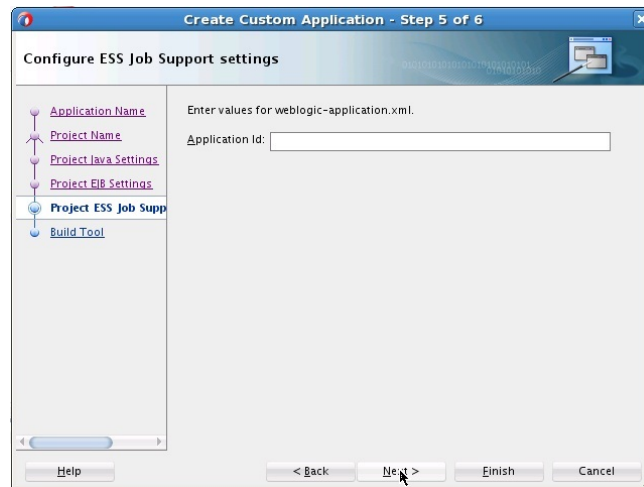 Create Custom Application - Step 5 of 6
Configure ESS Job Support settings
Application Name
Project Name
Project Java Settings
Project EJB Settings
Project ESS Job Supp
Build Tool
Enter values for weblogic-application.xml.
Application Id:
Help
< Back
Next >
Finish
Cancel